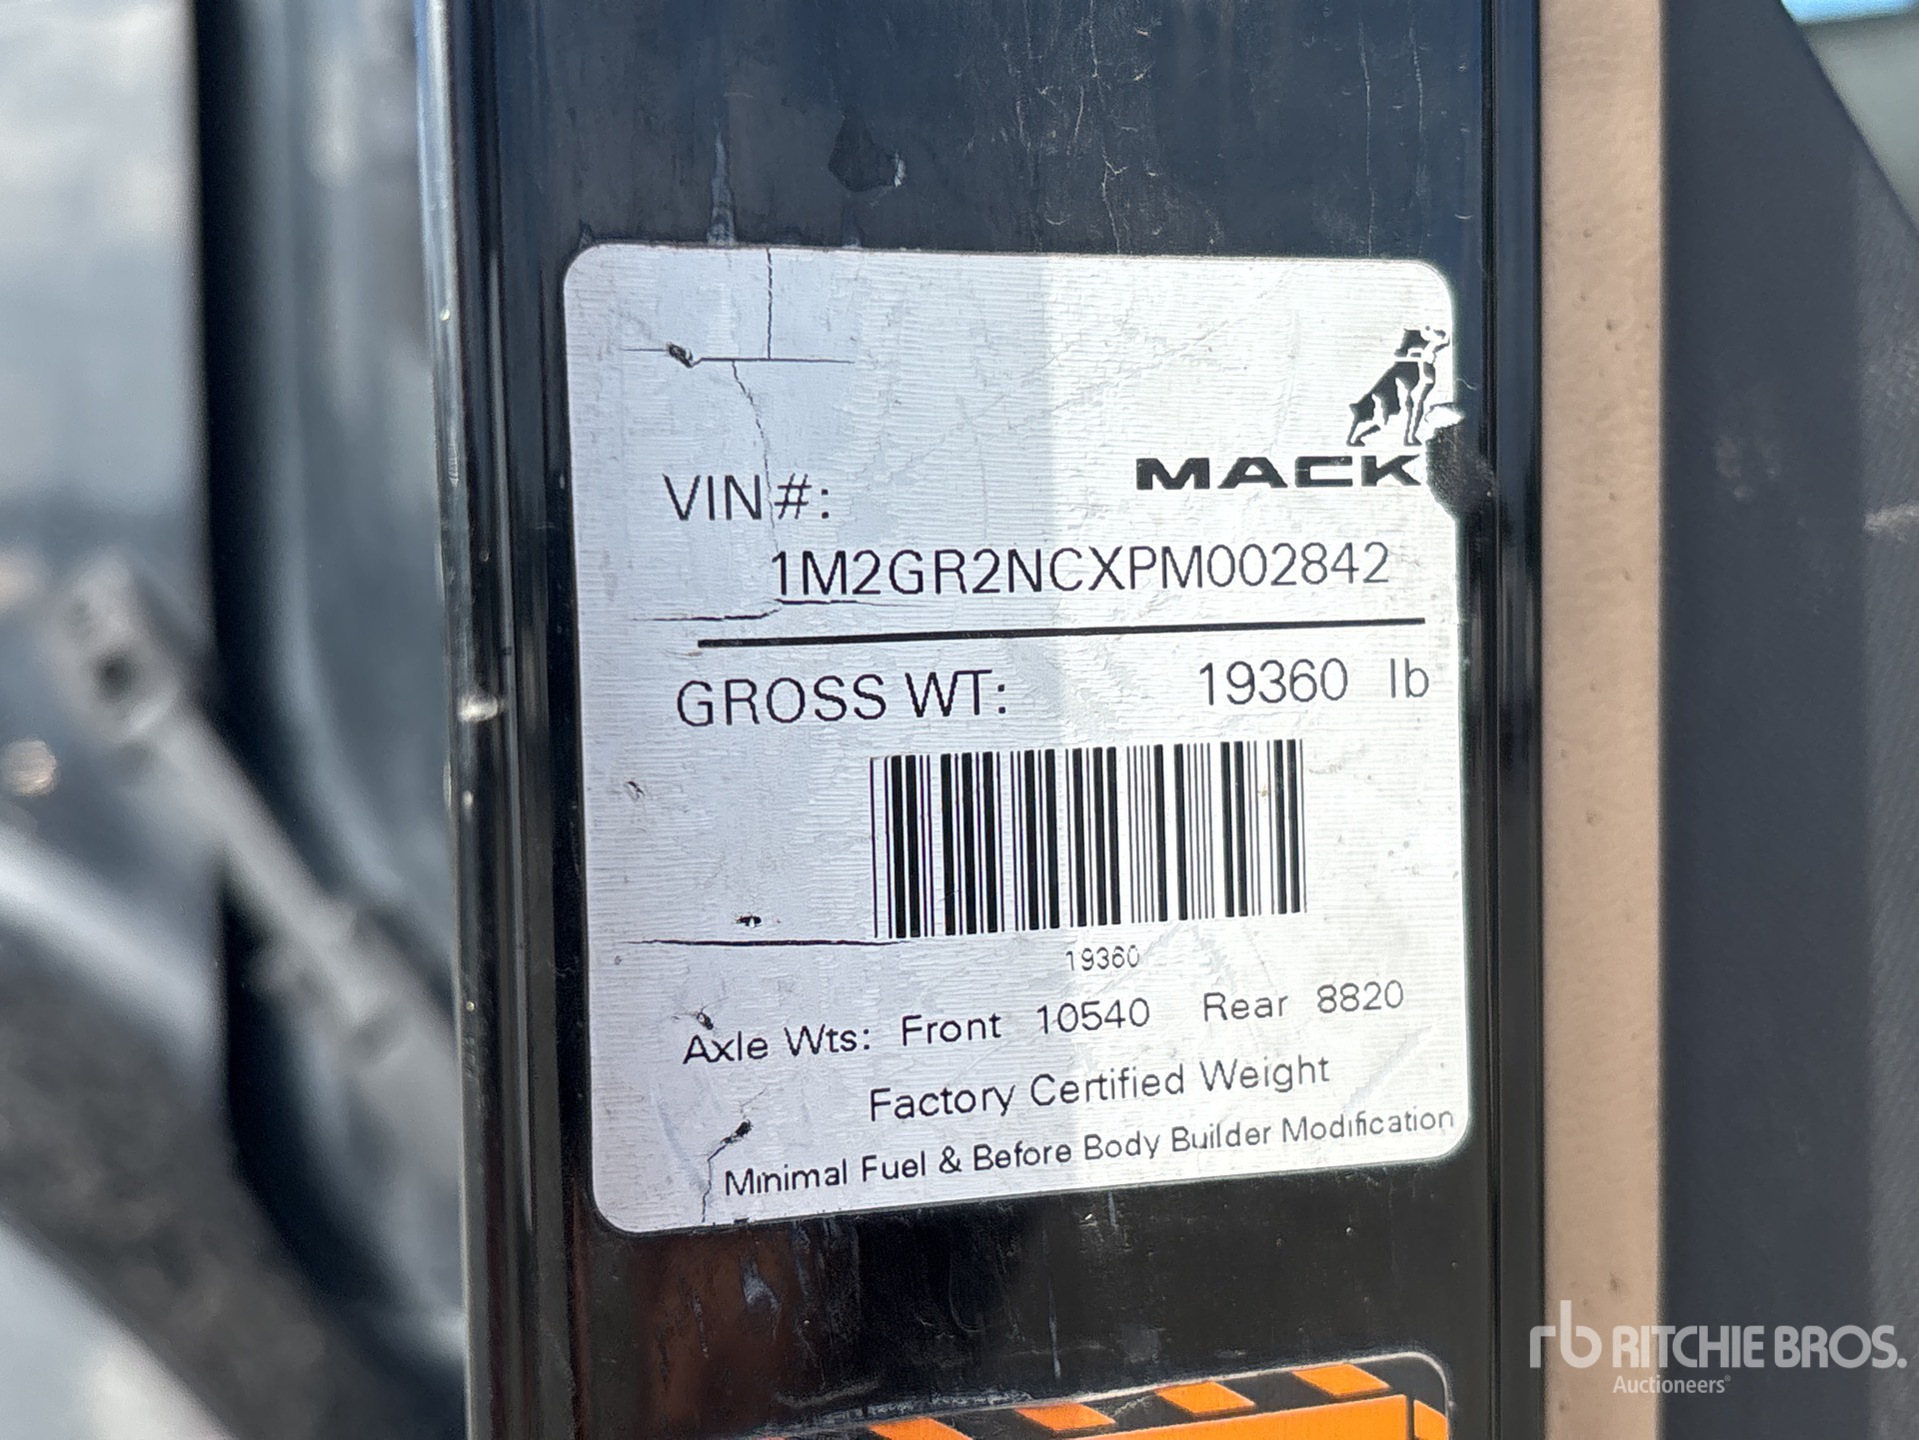 MACK
VIN#:
1M2GR2NCXPM002842
GROSS WT: 19360 lb
19360
Axle Wts: Front 10540 Rear 8820
Factory Certified Weight
Minimal Fuel & Before Body Builder Modification
rb RITCHIE BROS.
Auctioneers®